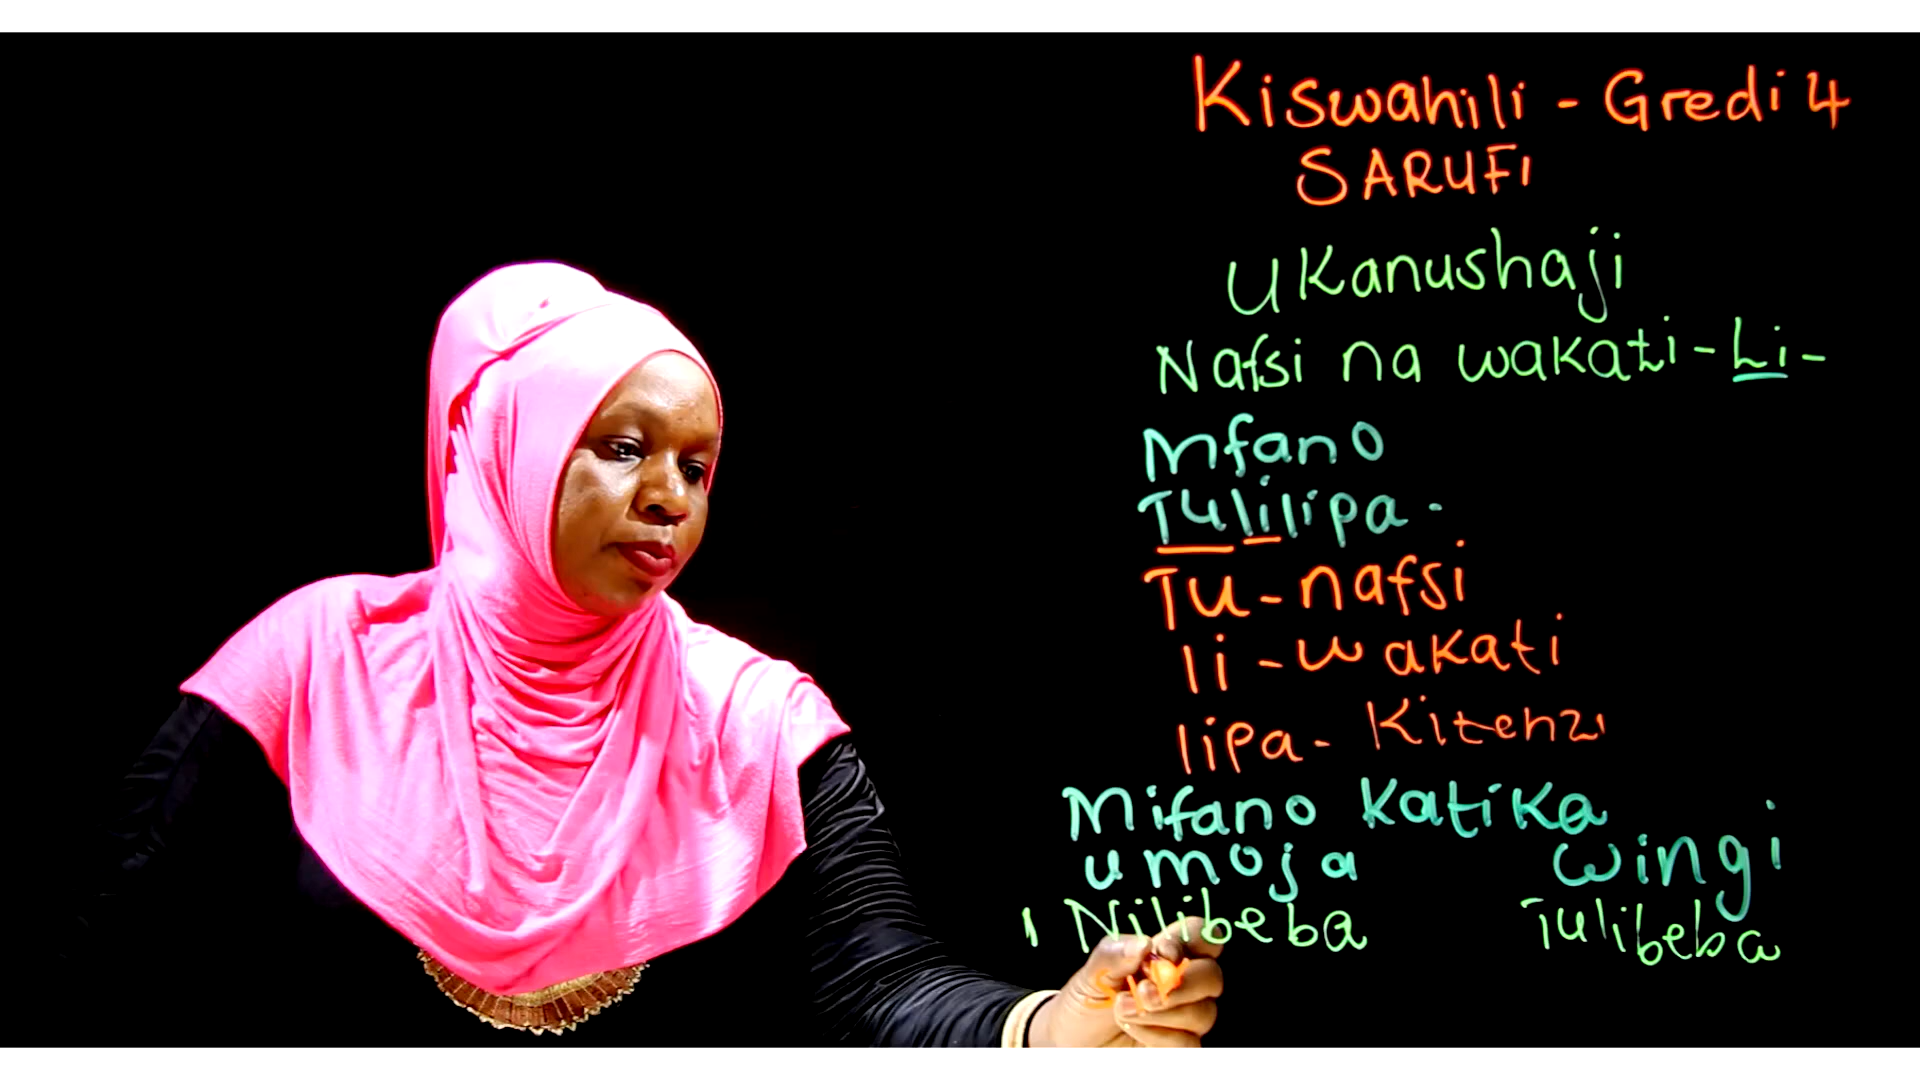 Kiswahili - Gredi 4
SARUFI
Ukanushaji
Nafsi na wakati - Li -
Mfano
Tulilipa -
Tu - nafsi
li - wakati
lipa - Kitenzi
Mifano katika
umoja wingi
1 Nilibeba Tulibeba